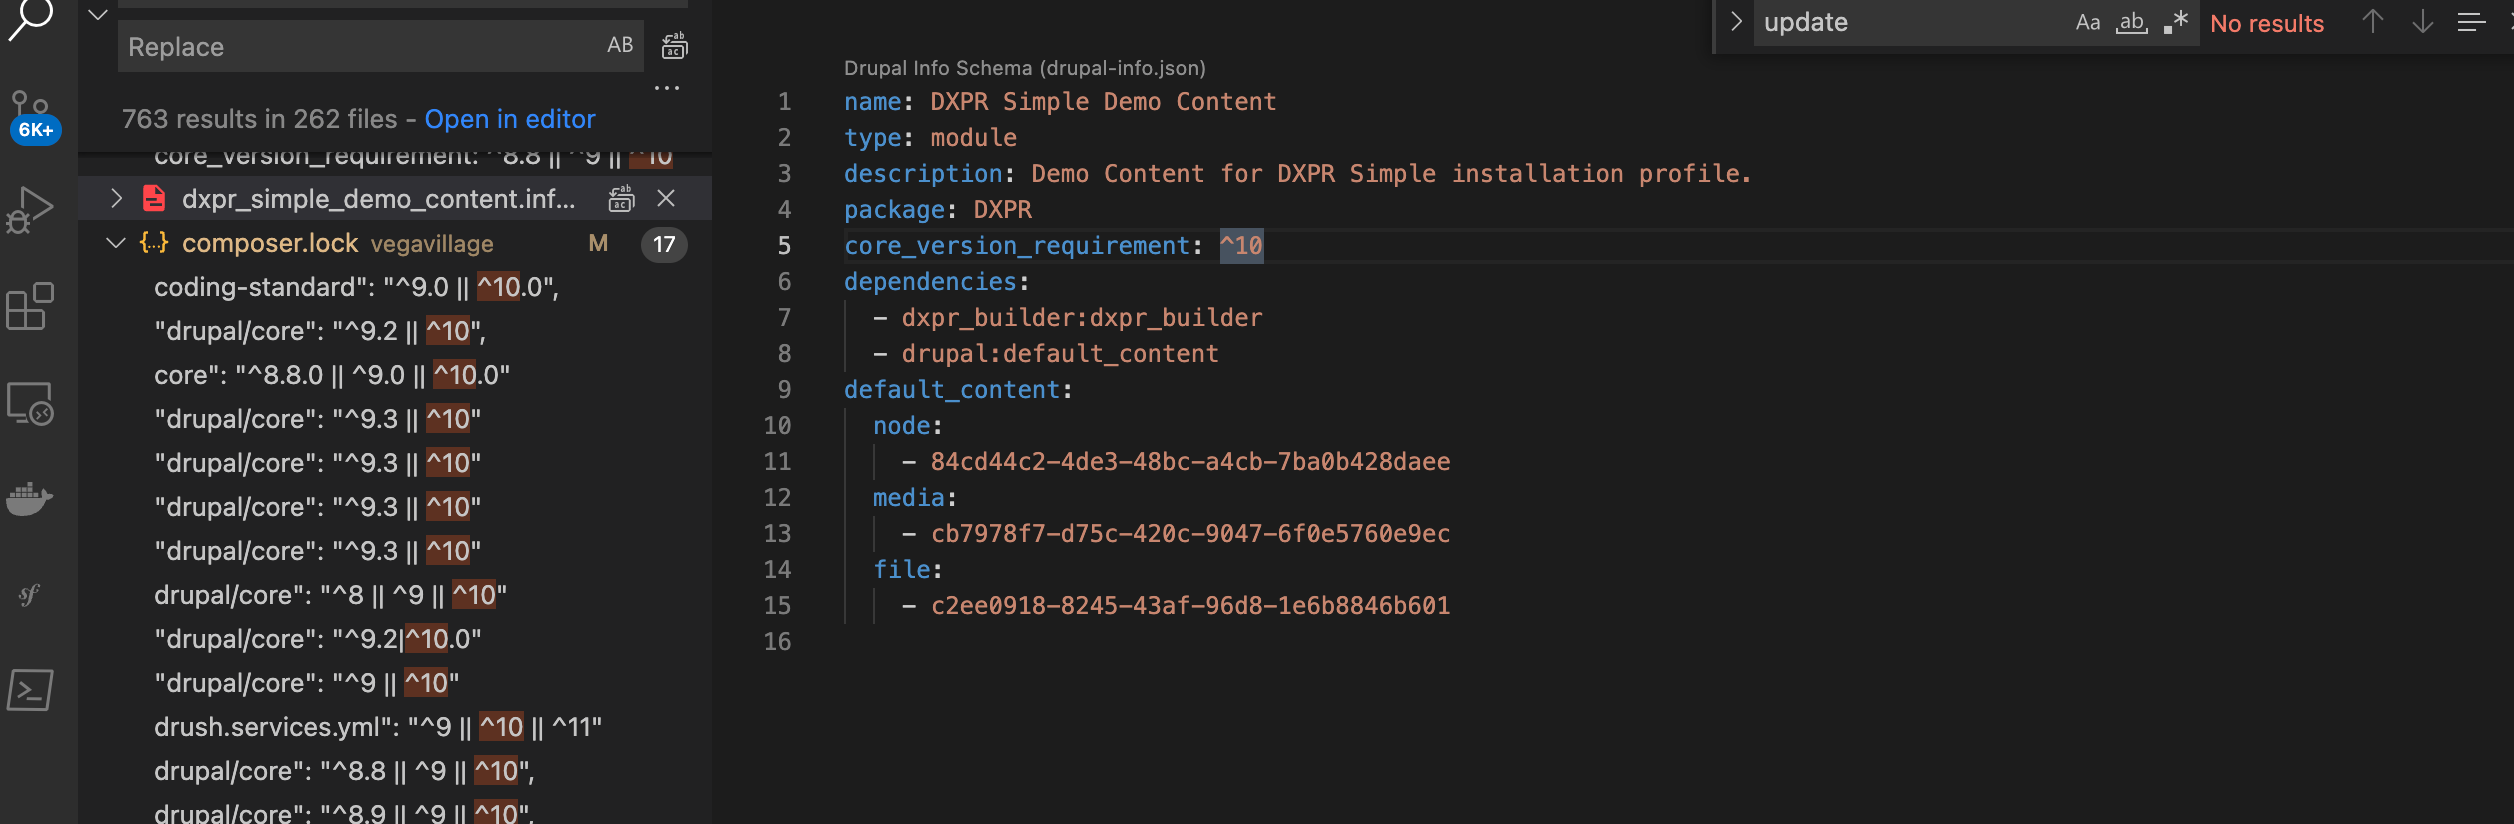 Replace
AB
763 results in 262 files - Open in editor
core_version_requirement: ^8.8 || ^9 || ^10
dxpr_simple_demo_content.inf...
composer.lock vegavillage M 17
coding-standard": "^9.0 || ^10.0",
"drupal/core": "^9.2 || ^10",
core": "^8.8.0 || ^9.0 || ^10.0"
"drupal/core": "^9.3 || ^10"
"drupal/core": "^9.3 || ^10"
"drupal/core": "^9.3 || ^10"
"drupal/core": "^9.3 || ^10"
drupal/core": "^8 || ^9 || ^10"
"drupal/core": "^9.2|^10.0"
"drupal/core": "^9 || ^10"
drush.services.yml": "^9 || ^10 || ^11"
drupal/core": "^8.8 || ^9 || ^10",
drupal/core": "^8.9 || ^9 || ^10",
6K+
update
Aa ab .*
No results
Drupal Info Schema (drupal-info.json)
1 name: DXPR Simple Demo Content
2 type: module
3 description: Demo Content for DXPR Simple installation profile.
4 package: DXPR
5 core_version_requirement: ^10
6 dependencies:
7 - dxpr_builder:dxpr_builder
8 - drupal:default_content
9 default_content:
10 node:
11 - 84cd44c2-4de3-48bc-a4cb-7ba0b428daee
12 media:
13 - cb7978f7-d75c-420c-9047-6f0e5760e9ec
14 file:
15 - c2ee0918-8245-43af-96d8-1e6b8846b601
16